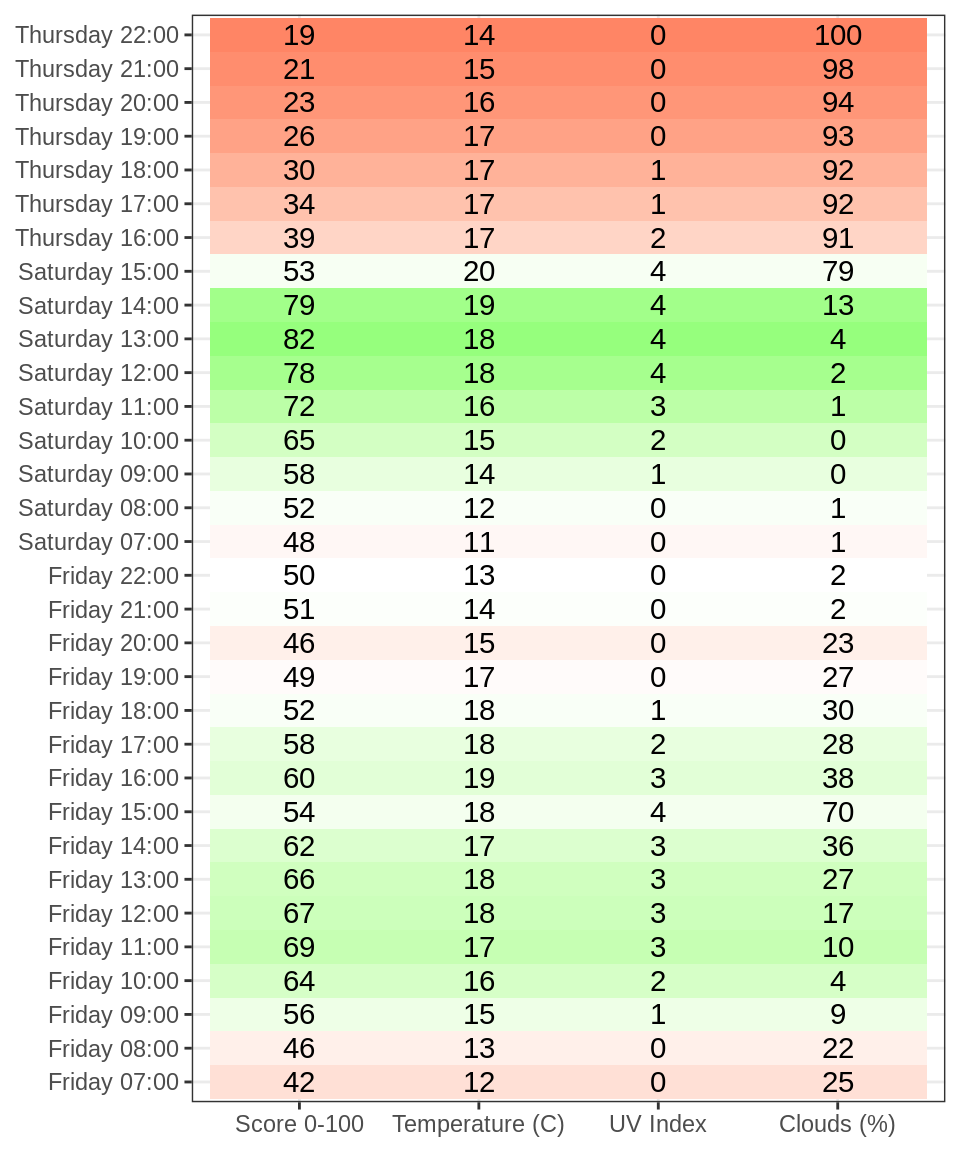 Thursday 22:00 19 14 0 100
Thursday 21:00 21 15 0 98
Thursday 20:00 23 16 0 94
Thursday 19:00 26 17 0 93
Thursday 18:00 30 17 1 92
Thursday 17:00 34 17 1 92
Thursday 16:00 39 17 2 91
Saturday 15:00 53 20 4 79
Saturday 14:00 79 19 4 13
Saturday 13:00 82 18 4 4
Saturday 12:00 78 18 4 2
Saturday 11:00 72 16 3 1
Saturday 10:00 65 15 2 0
Saturday 09:00 58 14 1 0
Saturday 08:00 52 12 0 1
Saturday 07:00 48 11 0 1
Friday 22:00 50 13 0 2
Friday 21:00 51 14 0 2
Friday 20:00 46 15 0 23
Friday 19:00 49 17 0 27
Friday 18:00 52 18 1 30
Friday 17:00 58 18 2 28
Friday 16:00 60 19 3 38
Friday 15:00 54 18 4 70
Friday 14:00 62 17 3 36
Friday 13:00 66 18 3 27
Friday 12:00 67 18 3 17
Friday 11:00 69 17 3 10
Friday 10:00 64 16 2 4
Friday 09:00 56 15 1 9
Friday 08:00 46 13 0 22
Friday 07:00 42 12 0 25
Score 0-100 Temperature (C) UV Index Clouds (%)